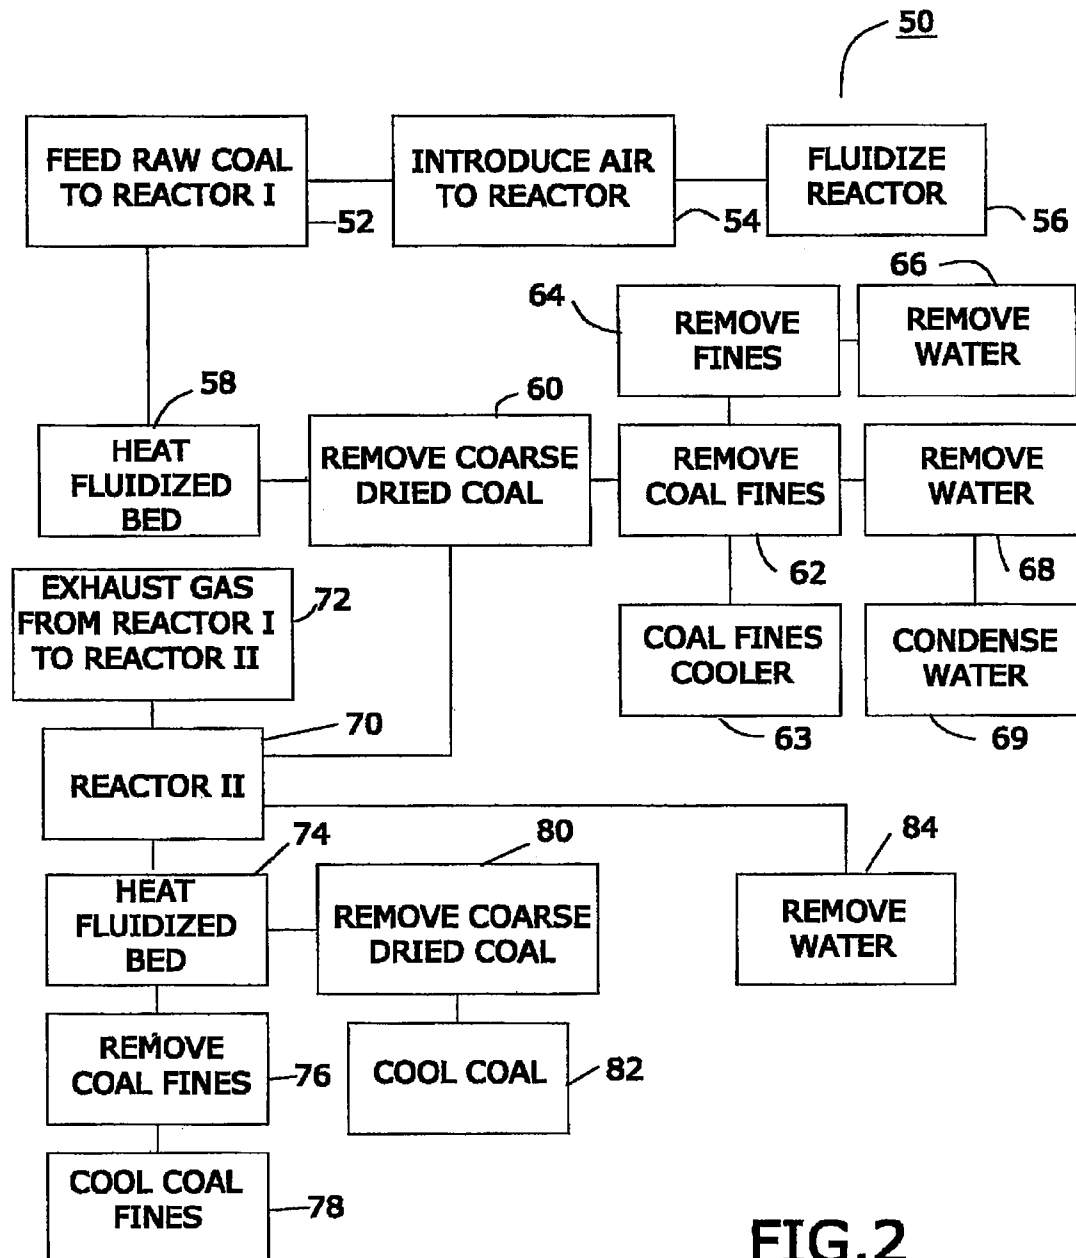 50
FEED RAW COAL
TO REACTOR I
52
INTRODUCE AIR
TO REACTOR
54
FLUIDIZE
REACTOR
56
58
HEAT
FLUIDIZED
BED
60
REMOVE COARSE
DRIED COAL
64
REMOVE
FINES
66
REMOVE
WATER
REMOVE
COAL FINES
62
REMOVE
WATER
68
COAL FINES
COOLER
63
CONDENSE
WATER
69
EXHAUST GAS
FROM REACTOR I
TO REACTOR II
72
70
REACTOR II
74
HEAT
FLUIDIZED
BED
80
REMOVE COARSE
DRIED COAL
84
REMOVE
WATER
REMOVE
COAL FINES
76
COOL COAL
82
COOL COAL
FINES
78
FIG.2